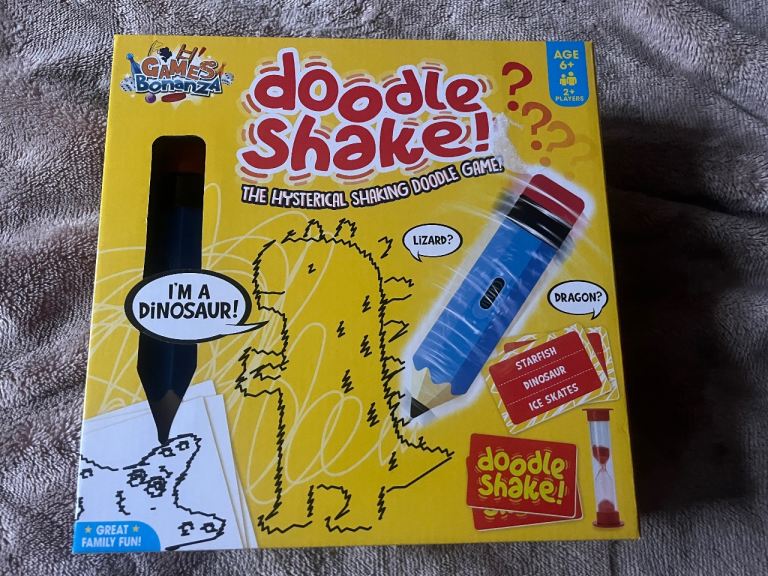 H'
GAMES
BONANZA
doodle
shake!
THE HYSTERICAL SHAKING DOODLE GAME!
AGE
6+
2+
PLAYERS
???
LIZARD?
I'M A
DINOSAUR!
DRAGON?
STARFISH
DINOSAUR
ICE SKATES
doodle
shake!
GREAT
FAMILY FUN!